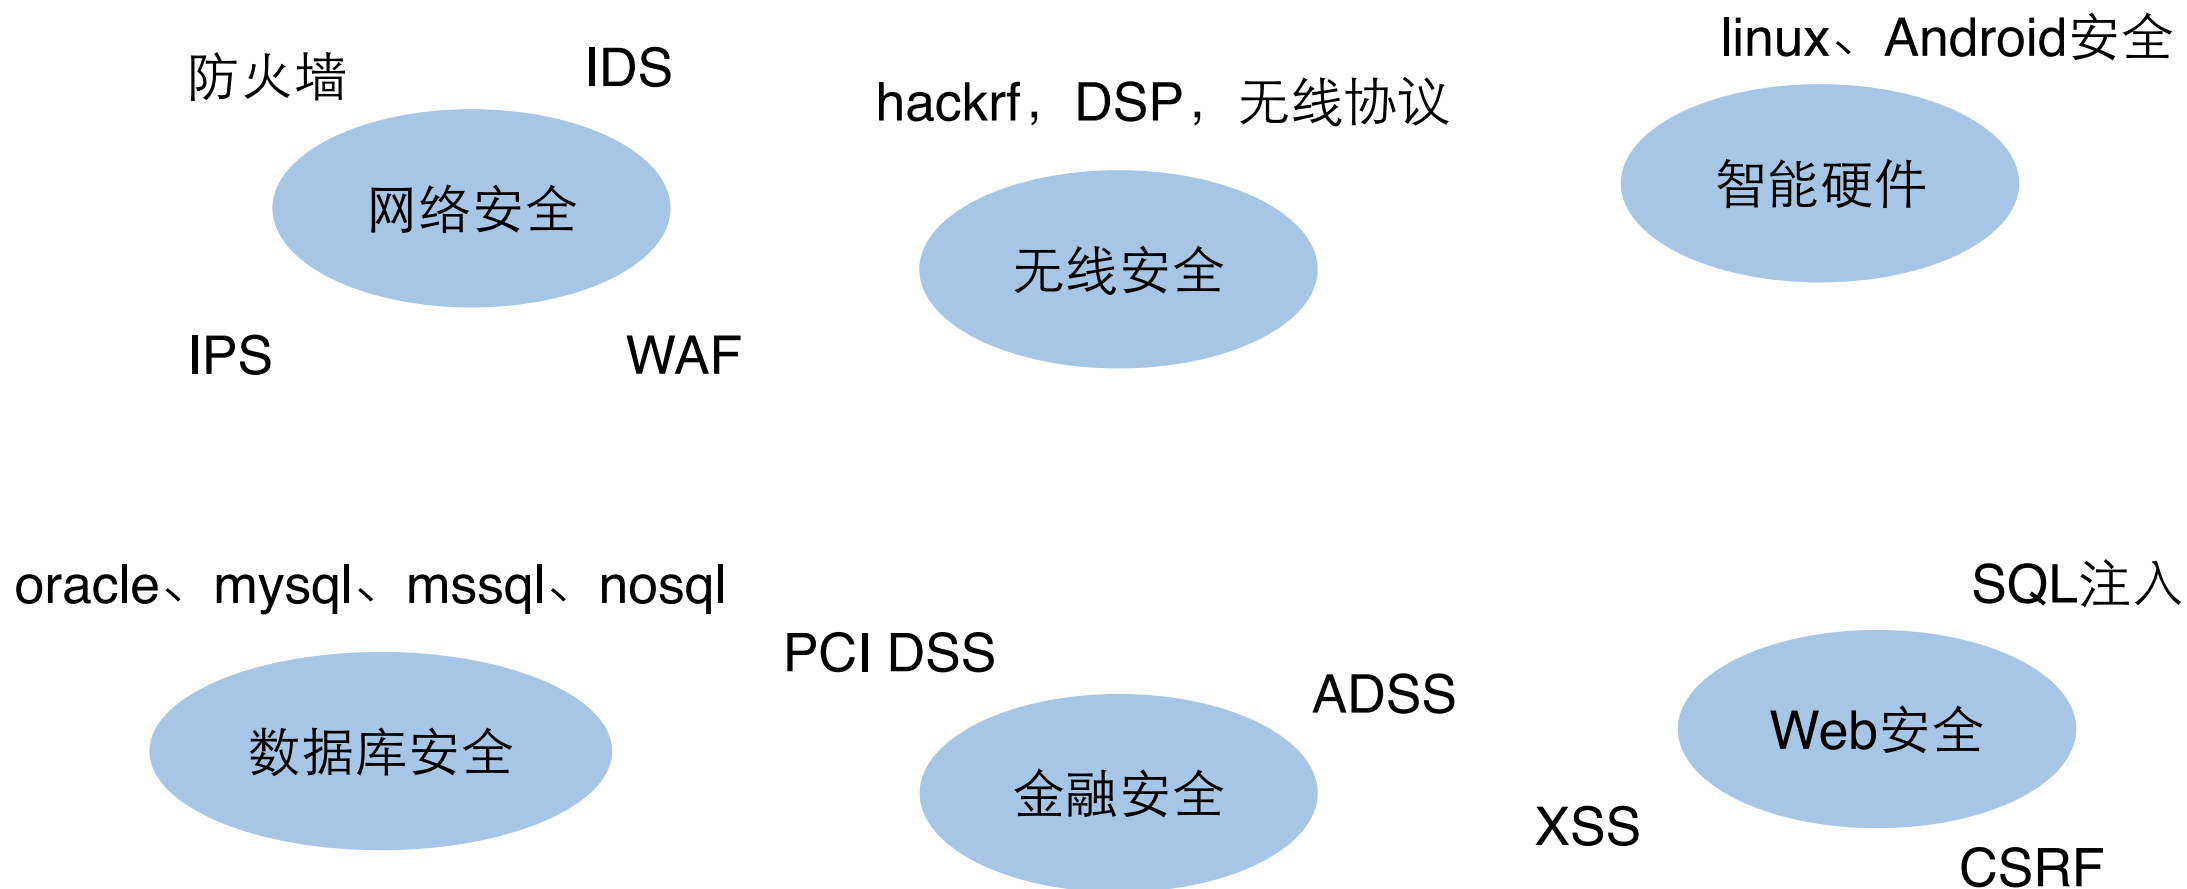 防火墙
IDS
网络安全
IPS
WAF
hackrf，DSP，无线协议
无线安全
linux、Android安全
智能硬件
oracle、mysql、mssql、nosql
数据库安全
PCI DSS
ADSS
金融安全
SQL注入
Web安全
XSS
CSRF